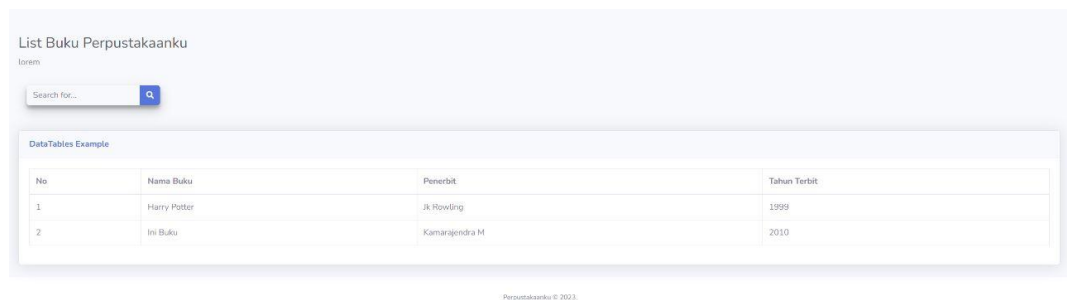 List Buku Perpustakaanku
lorem
Search for...
DataTables Example
No Nama Buku Penerbit Tahun Terbit
1 Harry Potter Jk Rowling 1999
2 Ini Buku Kamarajendra M 2010
Perpustakaanku © 2023.